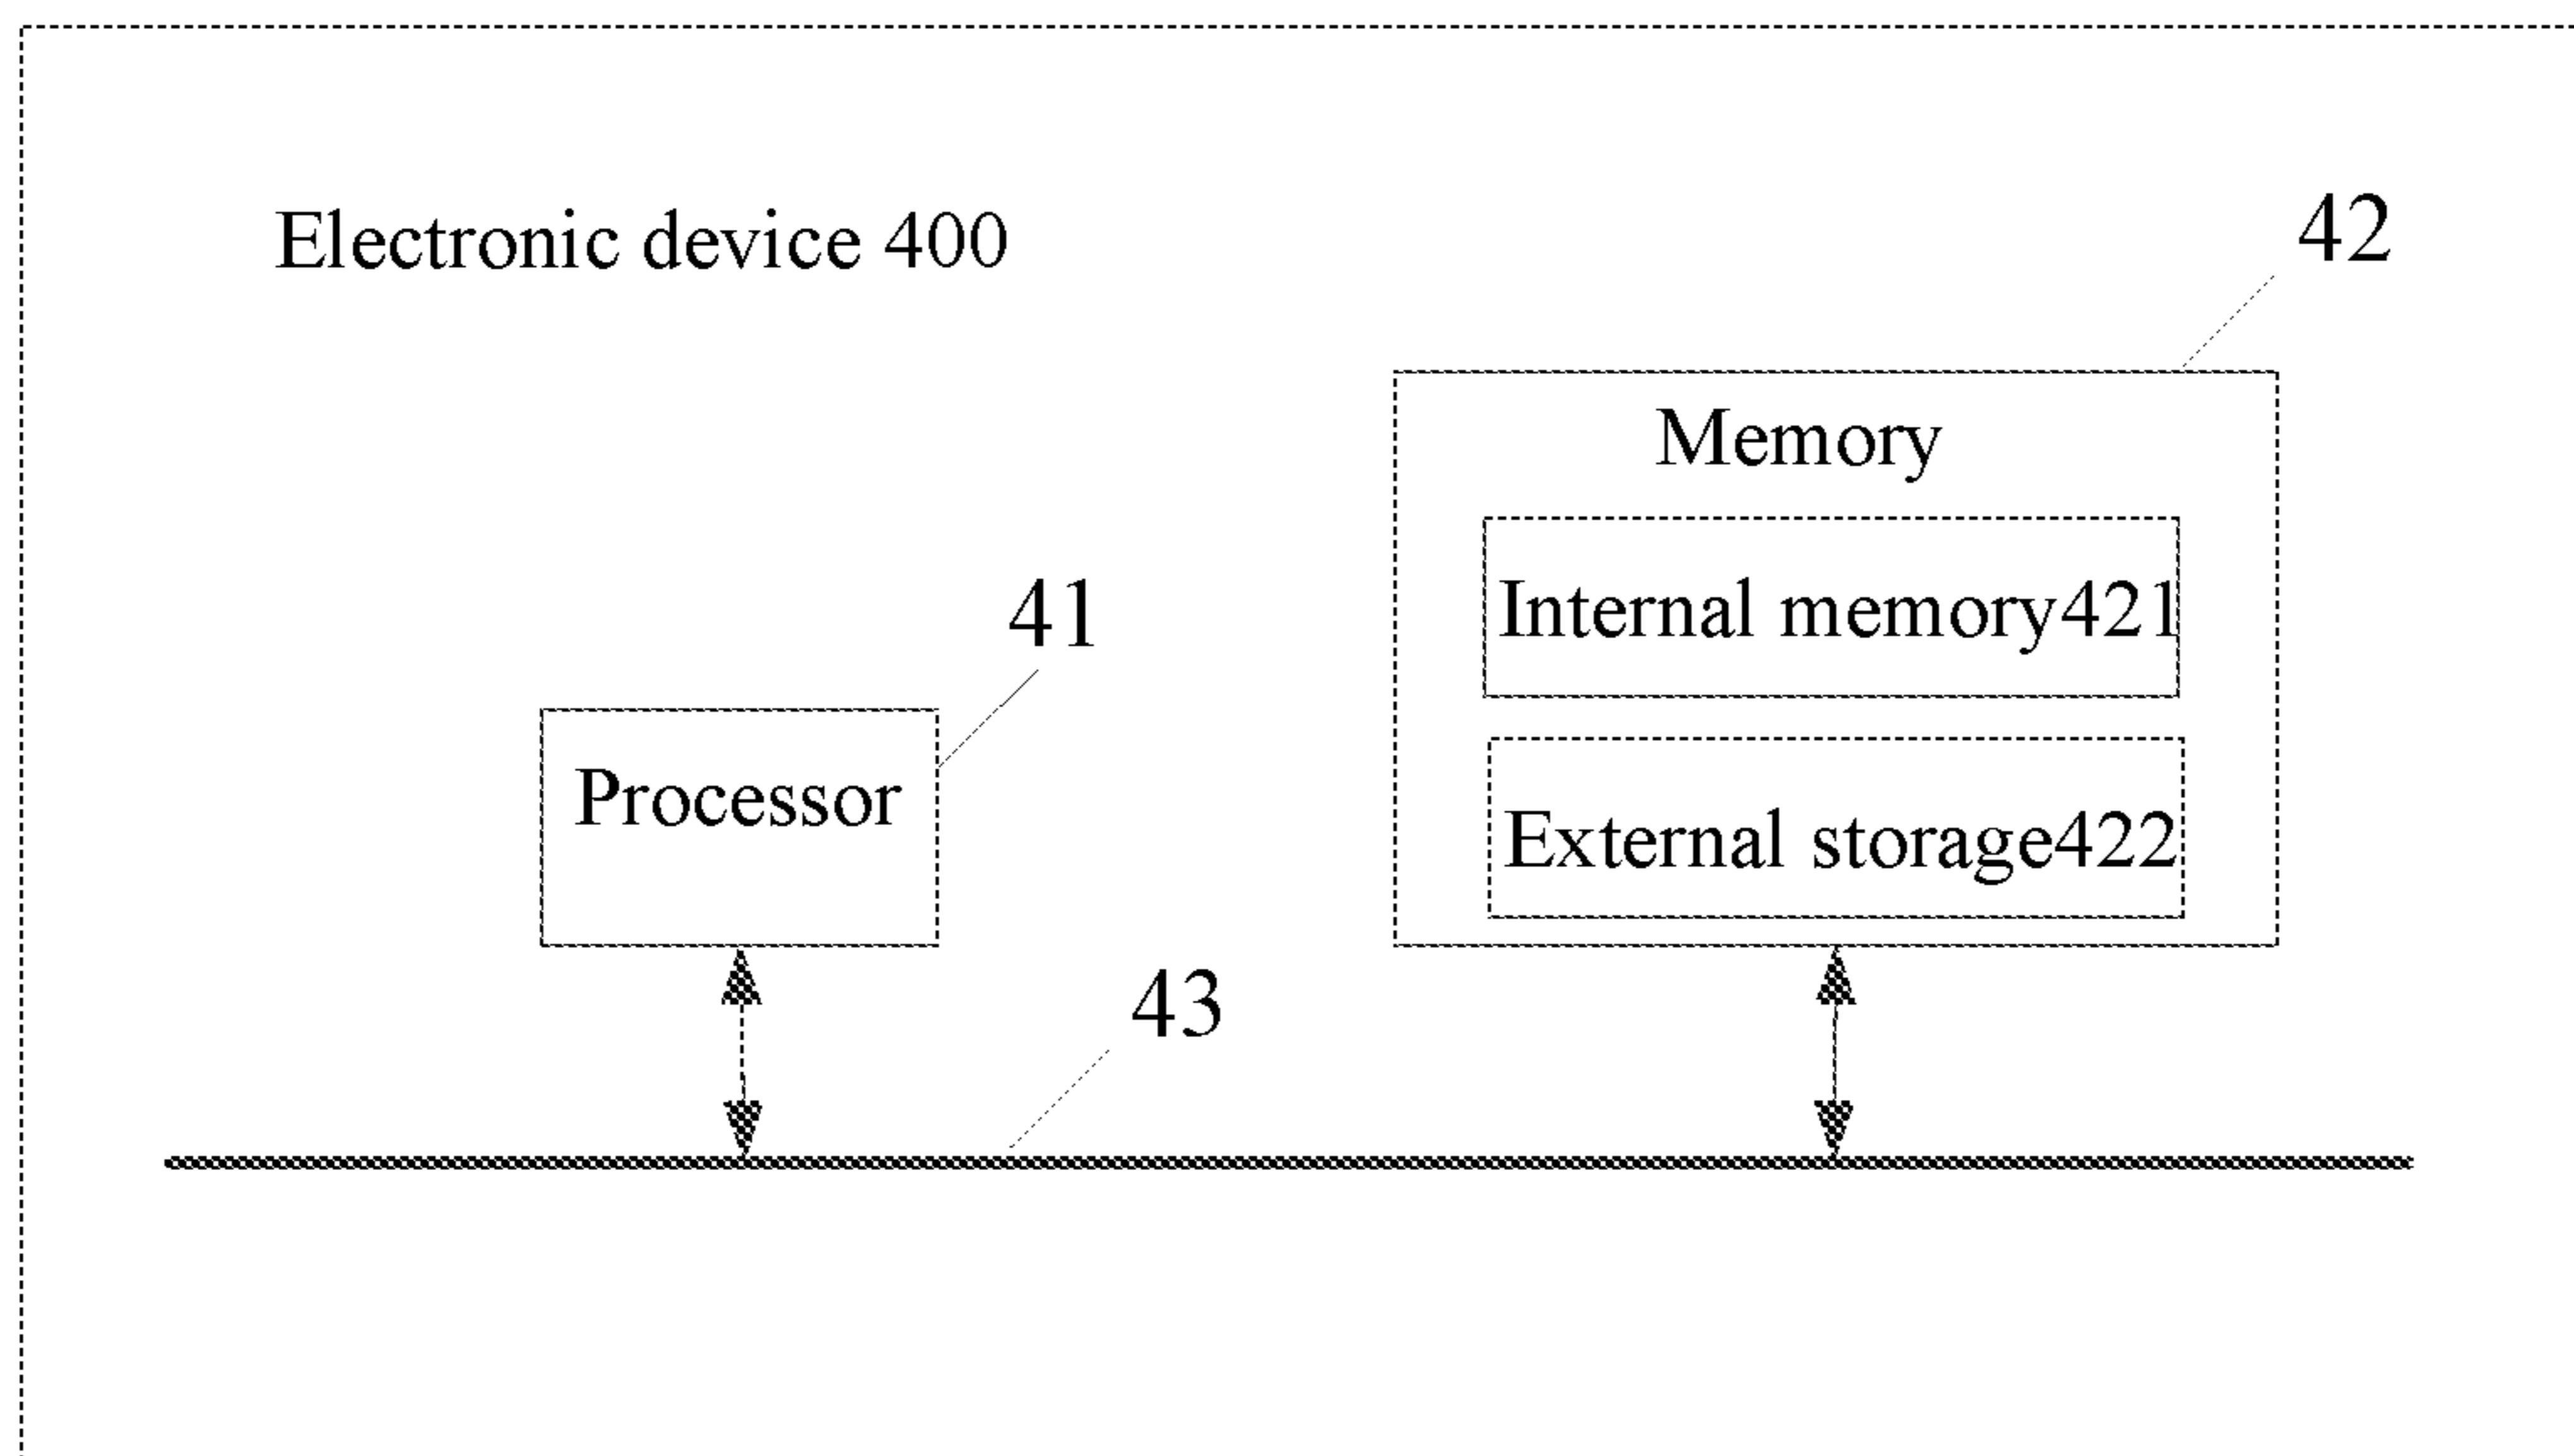 Electronic device 400
42
Memory
Internal memory421
41
Processor
External storage422
43